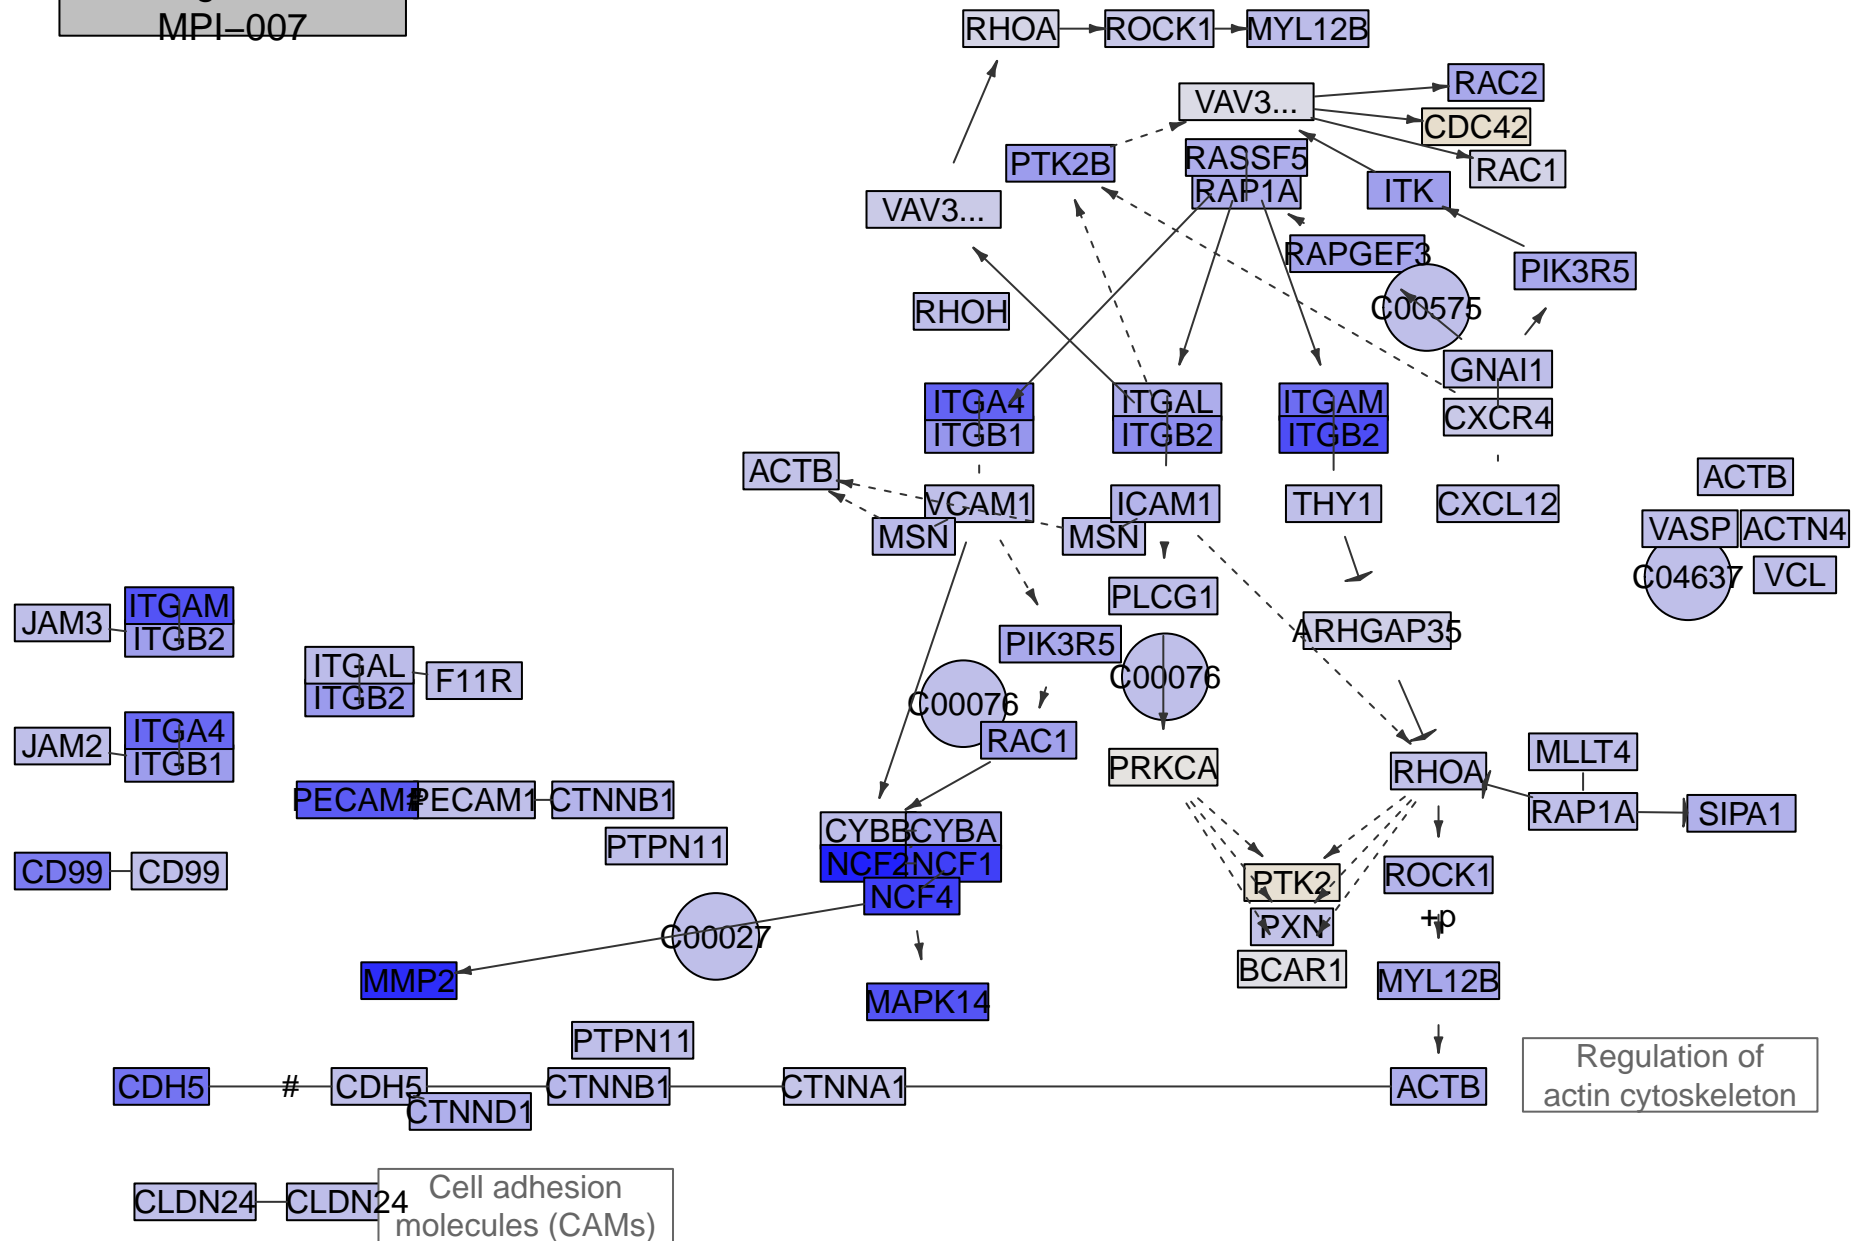 MPI−007
RHOA
ROCK1
MYL12B
RAC2
VAV3...
CDC42
RASSF5
PTK2B
RAC1
RAP1A
ITK
VAV3...
RAPGEF3
PIK3R5
C00575
RHOH
GNAI1
ITGA4
ITGAL
ITGAM
CXCR4
ITGB1
ITGB2
ITGB2
ACTB
ACTB
VCAM1
ICAM1
THY1
CXCL12
MSN
MSN
VASP
ACTN4
C04637
VCL
PLCG1
ITGAM
JAM3
ITGB2
ARHGAP35
PIK3R5
ITGAL
F11R
C00076
ITGB2
C00076
ITGA4
JAM2
RAC1
MLLT4
ITGB1
PRKCA
RHOA
PECAM1
#
PECAM1
CTNNB1
RAP1A
SIPA1
CYBB
CYBA
PTPN11
NCF2
NCF1
CD99
CD99
PTK2
ROCK1
NCF4
+p
PXN
C00027
BCAR1
MMP2
MYL12B
MAPK14
PTPN11
Regulation of
actin cytoskeleton
CDH5
#
CDH5
CTNNB1
CTNNA1
ACTB
CTNND1
Cell adhesion
molecules (CAMs)
CLDN24
CLDN24